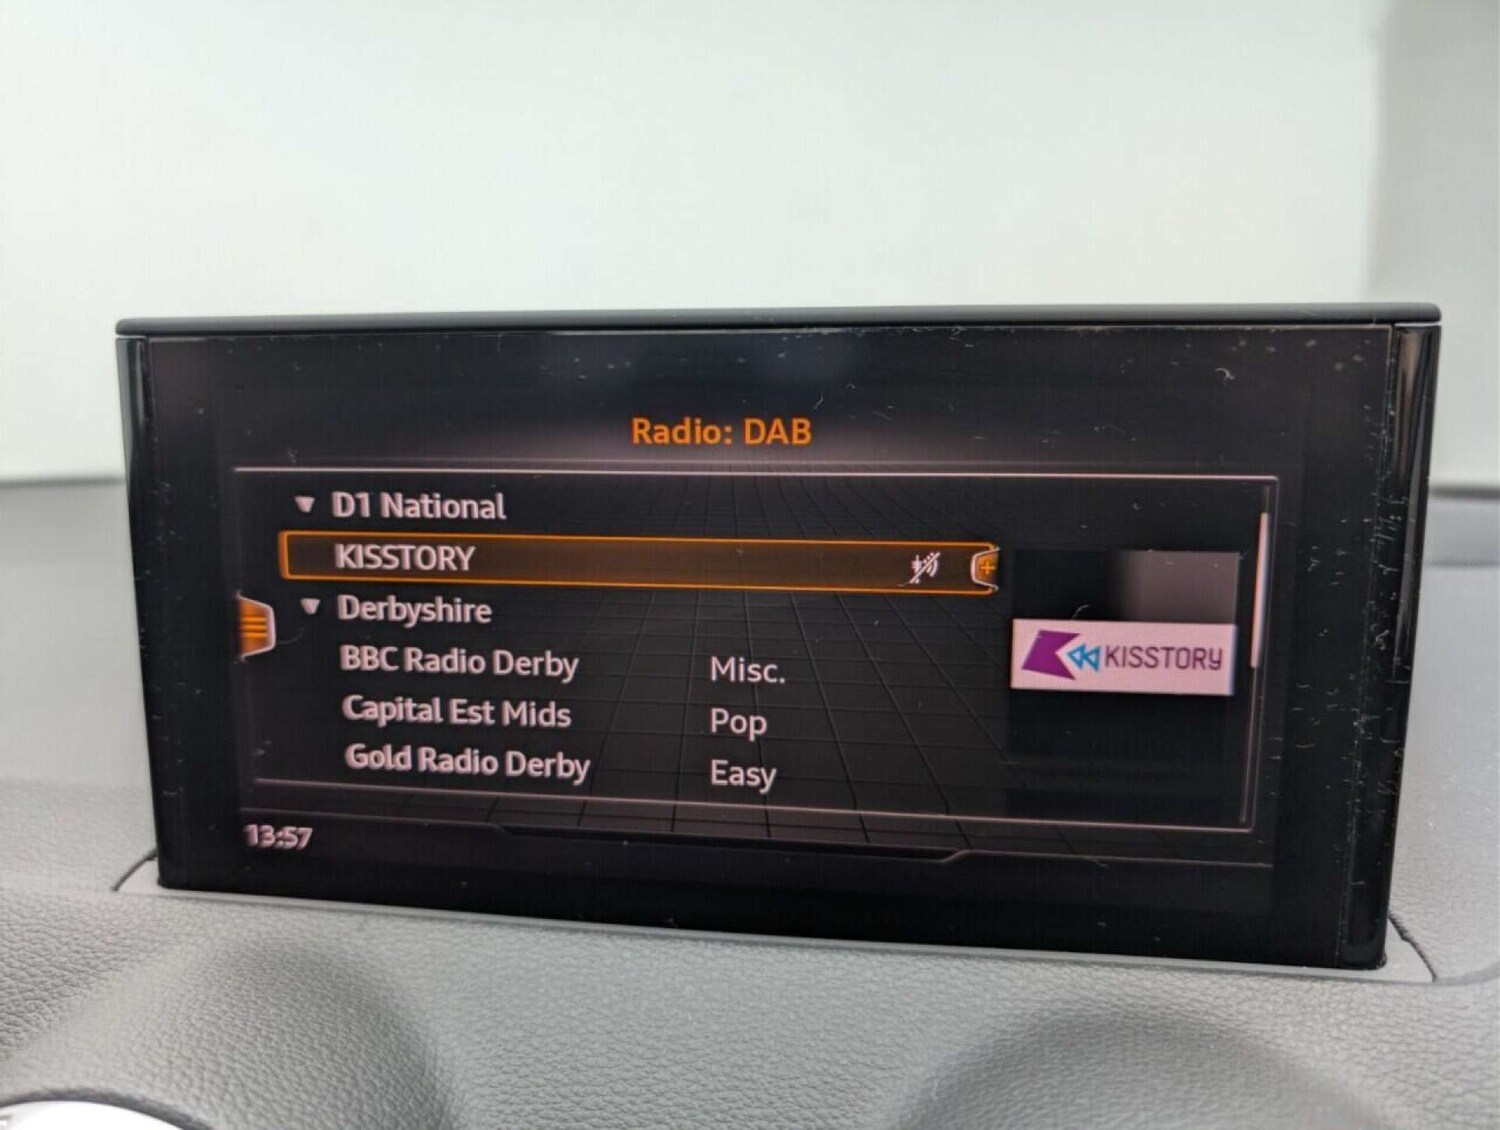 Radio: DAB
D1 National
KISSTORY
Derbyshire
BBC Radio Derby Misc.
Capital Est Mids Pop
Gold Radio Derby Easy
KISSTORY
13:57